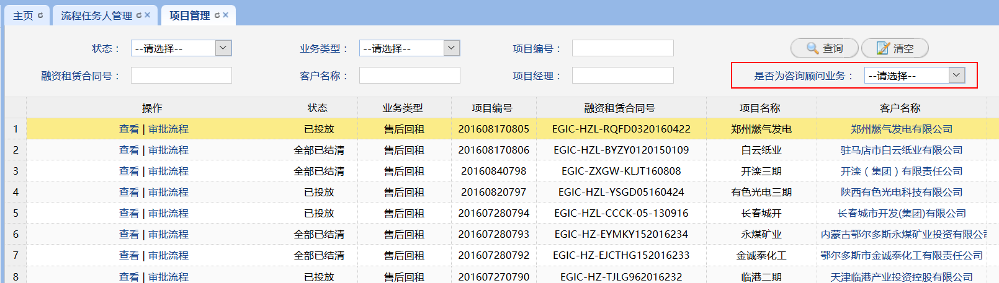 主页 流程任务人管理 项目管理
状态： --请选择-- 业务类型： --请选择-- 项目编号： 查询 清空
融资租赁合同号： 客户名称： 项目经理： 是否为咨询顾问业务： --请选择--
操作 状态 业务类型 项目编号 融资租赁合同号 项目名称 客户名称
1 查看 | 审批流程 已投放 售后回租 201608170805 EGIC-HZL-RQFD0320160422 郑州燃气发电 郑州燃气发电有限公司
2 查看 | 审批流程 全部已结清 售后回租 201608170806 EGIC-HZL-BYZY0120150109 白云纸业 驻马店市白云纸业有限公司
3 查看 | 审批流程 全部已结清 售后回租 20160840798 EGIC-ZXGW-KLJT160808 开滦三期 开滦（集团）有限责任公司
4 查看 | 审批流程 已投放 售后回租 20160820797 EGIC-HZL-YSGD05160424 有色光电三期 陕西有色光电科技有限公司
5 查看 | 审批流程 已投放 售后回租 201607280794 EGIC-HZL-CCCK-05-130916 长春城开 长春城市开发(集团)有限公司
6 查看 | 审批流程 全部已结清 售后回租 201607280793 EGIC-HZ-EYMKY152016234 永煤矿业 内蒙古鄂尔多斯永煤矿业投资有限公司
7 查看 | 审批流程 全部已结清 售后回租 201607280792 EGIC-HZ-EJCTHG152016233 金诚泰化工 鄂尔多斯市金诚泰化工有限责任公司
8 查看 | 审批流程 已投放 售后回租 201607270790 EGIC-HZ-TJLG962016232 临港二期 天津临港产业投资控股有限公司